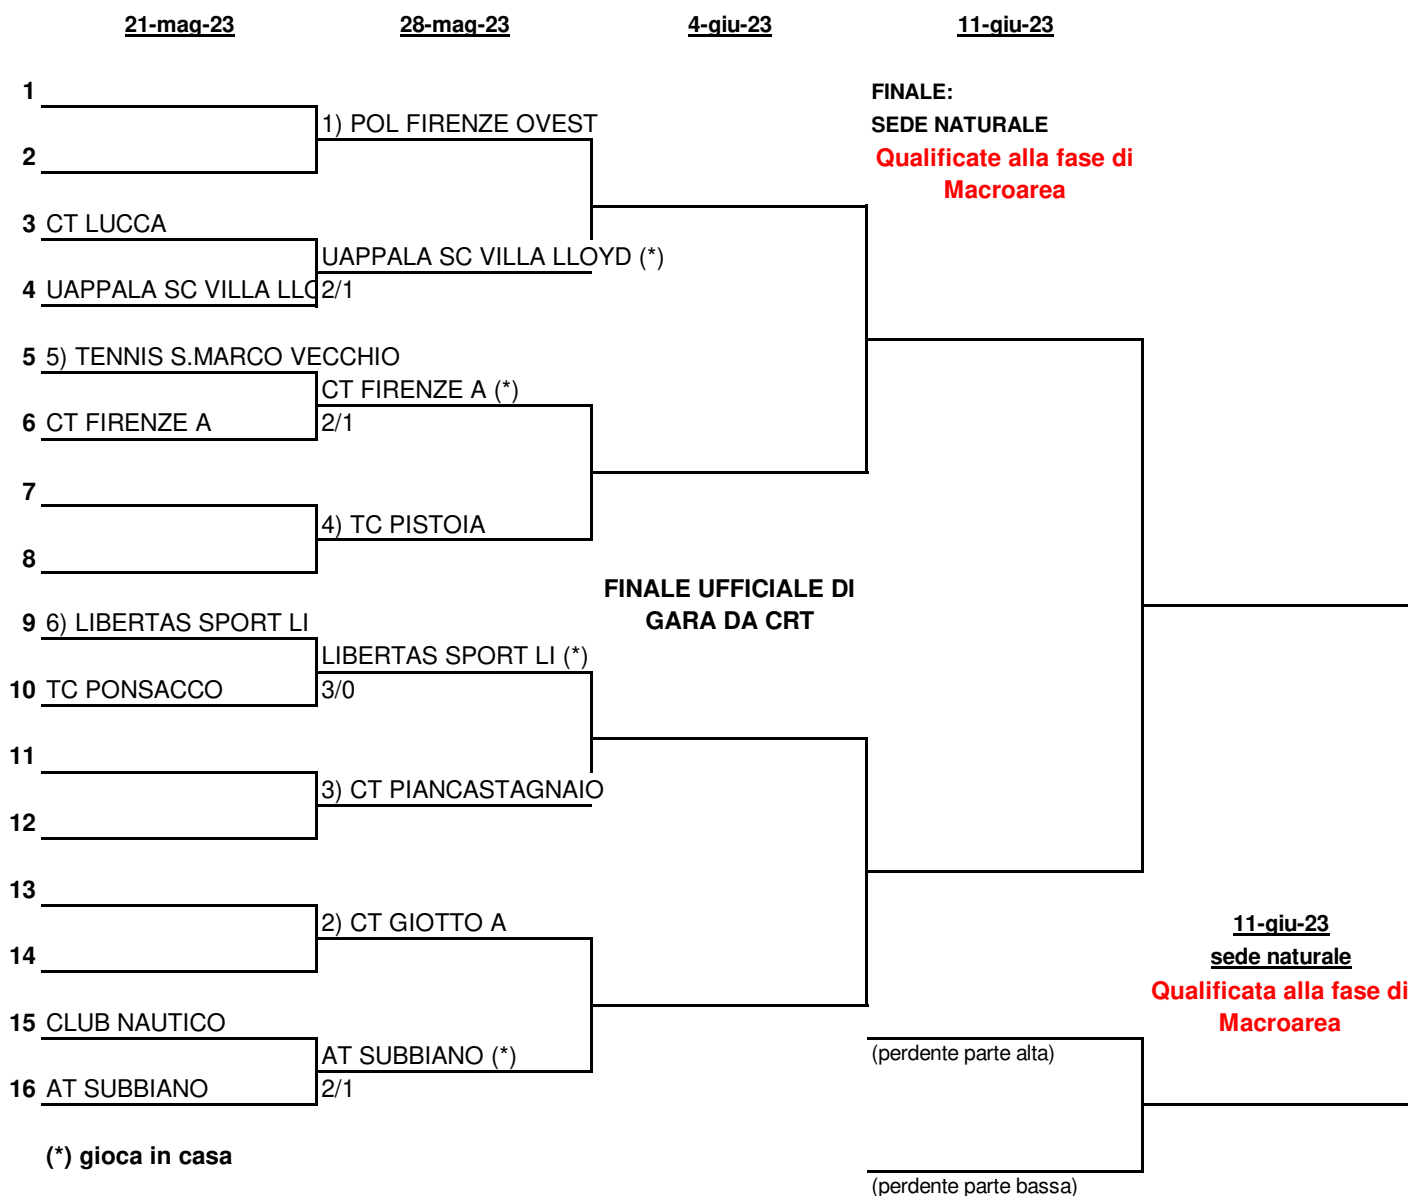 21-mag-23 28-mag-23 4-giu-23 11-giu-23
1
FINALE:
1) POL FIRENZE OVEST
SEDE NATURALE
2
Qualificate alla fase di
Macroarea
3 CT LUCCA
UAPPALA SC VILLA LLOYD (*)
4 UAPPALA SC VILLA LLO 2/1
5 5) TENNIS S.MARCO VECCHIO
CT FIRENZE A (*)
6 CT FIRENZE A 2/1
7
4) TC PISTOIA
8
FINALE UFFICIALE DI
GARA DA CRT
9 6) LIBERTAS SPORT LI
LIBERTAS SPORT LI (*)
10 TC PONSACCO 3/0
11
3) CT PIANCASTAGNAIO
12
13
2) CT GIOTTO A
11-giu-23
14
sede naturale
Qualificata alla fase di
Macroarea
15 CLUB NAUTICO
AT SUBBIANO (*)
(perdente parte alta)
16 AT SUBBIANO 2/1
(*) gioca in casa
(perdente parte bassa)